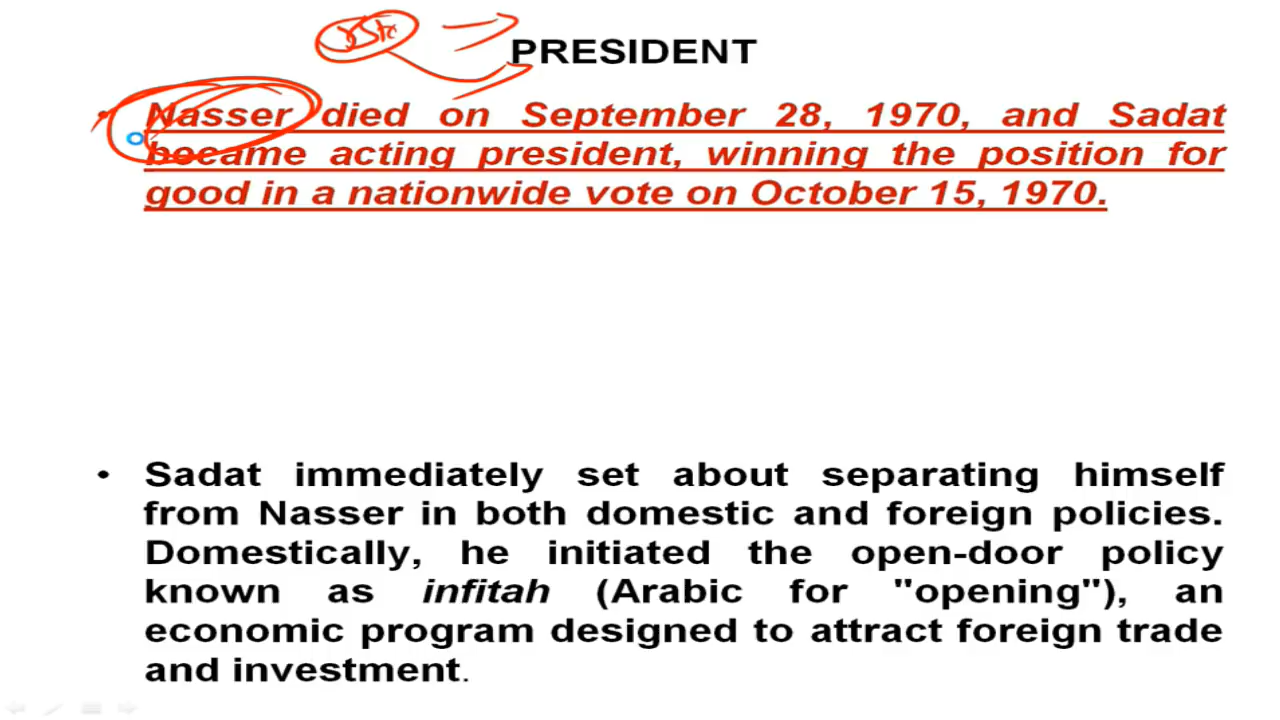 PRESIDENT
• Nasser died on September 28, 1970, and Sadat
became acting president, winning the position for
good in a nationwide vote on October 15, 1970.
• Sadat immediately set about separating himself
from Nasser in both domestic and foreign policies.
Domestically, he initiated the open-door policy
known as infitah (Arabic for "opening"), an
economic program designed to attract foreign trade
and investment.